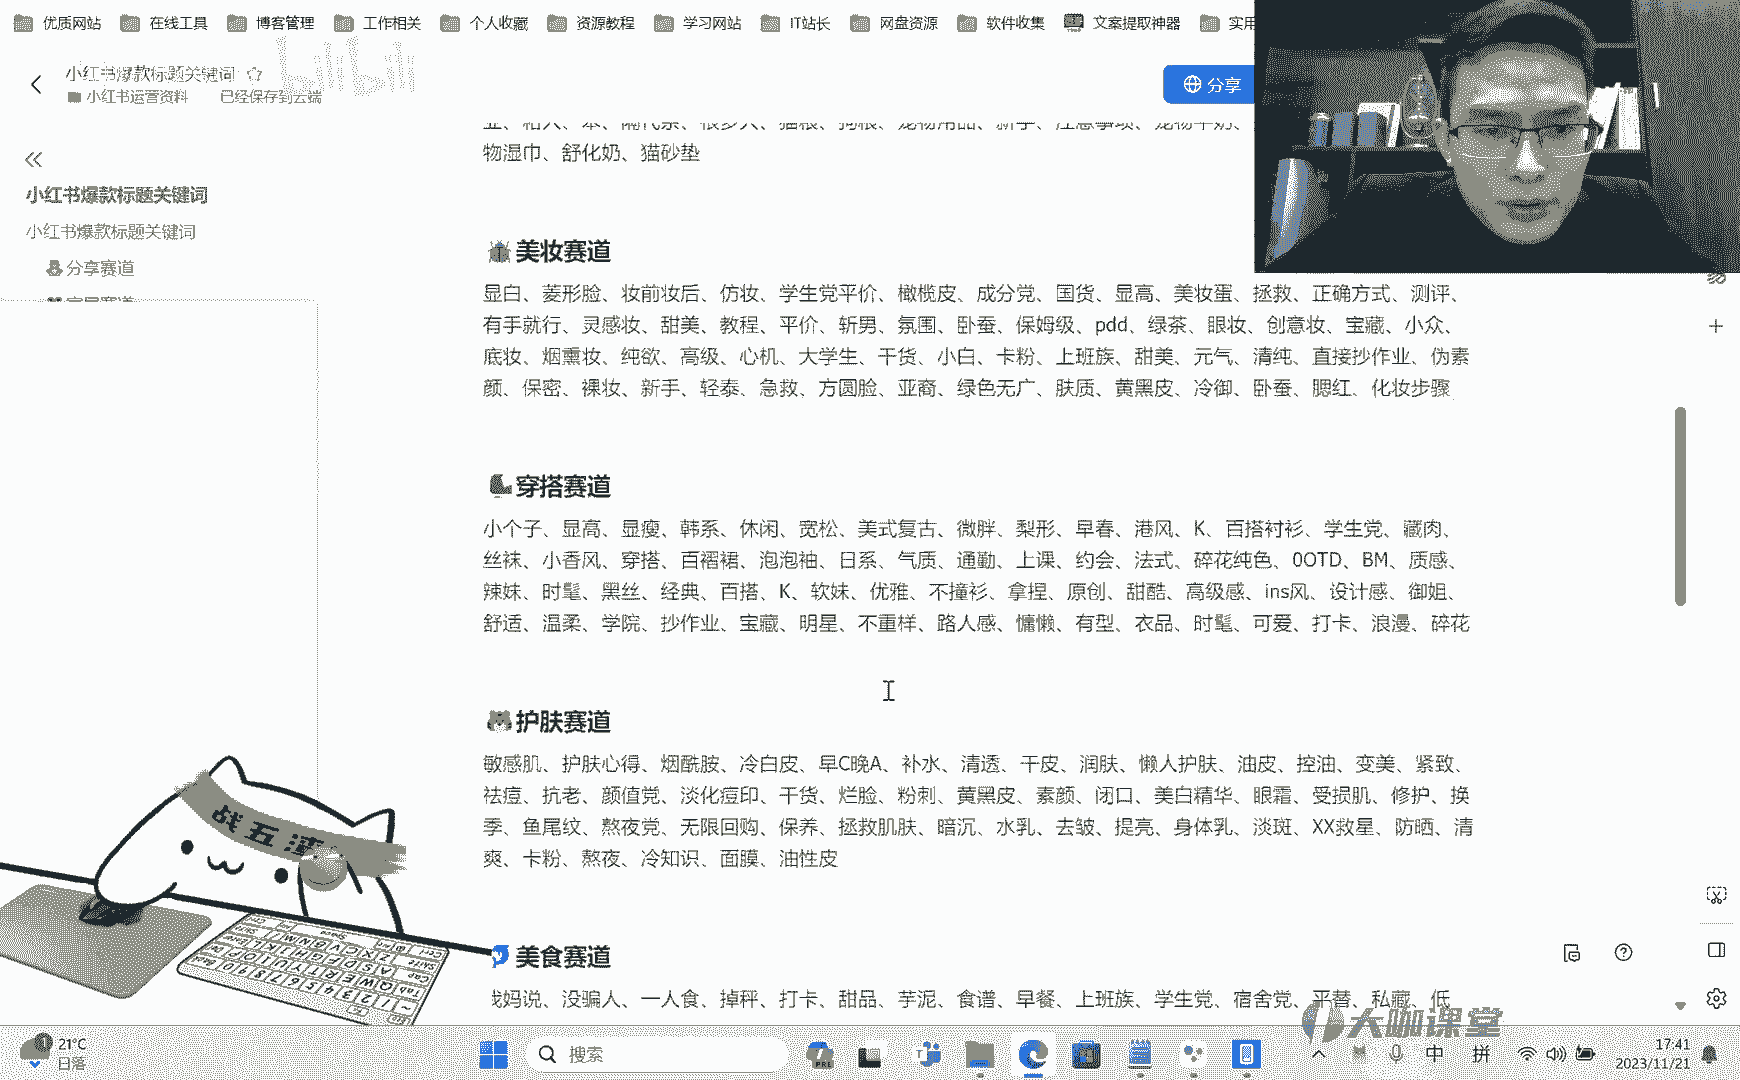 优质网站 在线工具 博客管理 工作相关 个人收藏 资源教程 学习网站 IT站长 网盘资源 软件收集 文案提取神器 实用
bilibili
小红书爆款标题关键词
小红书运营资料 已经保存到云端
分享
物湿巾、舒化奶、猫砂垫
小红书爆款标题关键词
小红书爆款标题关键词
分享赛道
美妆赛道
显白、菱形脸、妆前妆后、仿妆、学生党平价、橄榄皮、成分党、国货、显高、美妆蛋、拯救、正确方式、测评、
有手就行、灵感妆、甜美、教程、平价、斩男、氛围、卧蚕、保姆级、pdd、绿茶、眼妆、创意妆、宝藏、小众、
底妆、烟熏妆、纯欲、高级、心机、大学生、干货、小白、卡粉、上班族、甜美、元气、清纯、直接抄作业、伪素
颜、保密、裸妆、新手、轻泰、急救、方圆脸、亚裔、绿色无广、肤质、黄黑皮、冷御、卧蚕、腮红、化妆步骤
穿搭赛道
小个子、显高、显瘦、韩系、休闲、宽松、美式复古、微胖、梨形、早春、港风、K、百搭衬衫、学生党、藏肉、
丝袜、小香风、穿搭、百褶裙、泡泡袖、日系、气质、通勤、上课、约会、法式、碎花纯色、0OTD、BM、质感、
辣妹、时髦、黑丝、经典、百搭、K、软妹、优雅、不撞衫、拿捏、原创、甜酷、高级感、ins风、设计感、御姐、
舒适、温柔、学院、抄作业、宝藏、明星、不重样、路人感、慵懒、有型、衣品、时髦、可爱、打卡、浪漫、碎花
护肤赛道
敏感肌、护肤心得、烟酰胺、冷白皮、早C晚A、补水、清透、干皮、润肤、懒人护肤、油皮、控油、变美、紧致、
祛痘、抗老、颜值党、淡化痘印、干货、烂脸、粉刺、黄黑皮、素颜、闭口、美白精华、眼霜、受损肌、修护、换
季、鱼尾纹、熬夜党、无限回购、保养、拯救肌肤、暗沉、水乳、去皱、提亮、身体乳、淡斑、XX救星、防晒、清
爽、卡粉、熬夜、冷知识、面膜、油性皮
美食赛道
我妈说、没骗人、一人食、掉秤、打卡、甜品、芋泥、食谱、早餐、上班族、学生党、宿舍党、平替、私藏、低
大咖课堂
21°C
日落
搜索
中 拼
17:41
2023/11/21